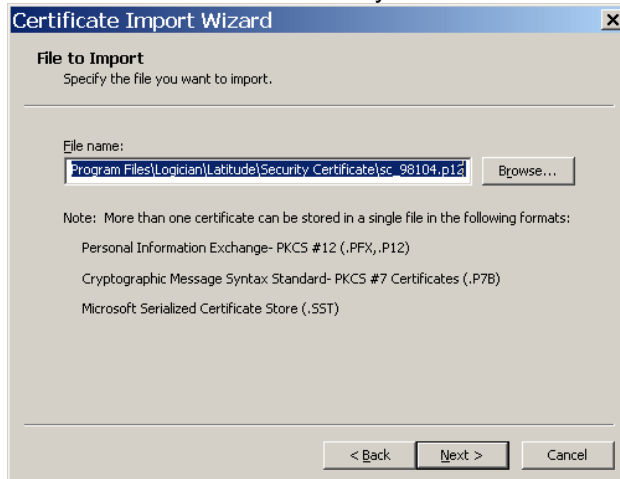 Certificate Import Wizard
File to Import
Specify the file you want to import.
File name:
Program Files\Logician\Latitude\Security Certificate\sc_98104.p12
Browse...
Note: More than one certificate can be stored in a single file in the following formats:
Personal Information Exchange- PKCS #12 (.PFX,.P12)
Cryptographic Message Syntax Standard- PKCS #7 Certificates (.P7B)
Microsoft Serialized Certificate Store (.SST)
< Back Next > Cancel